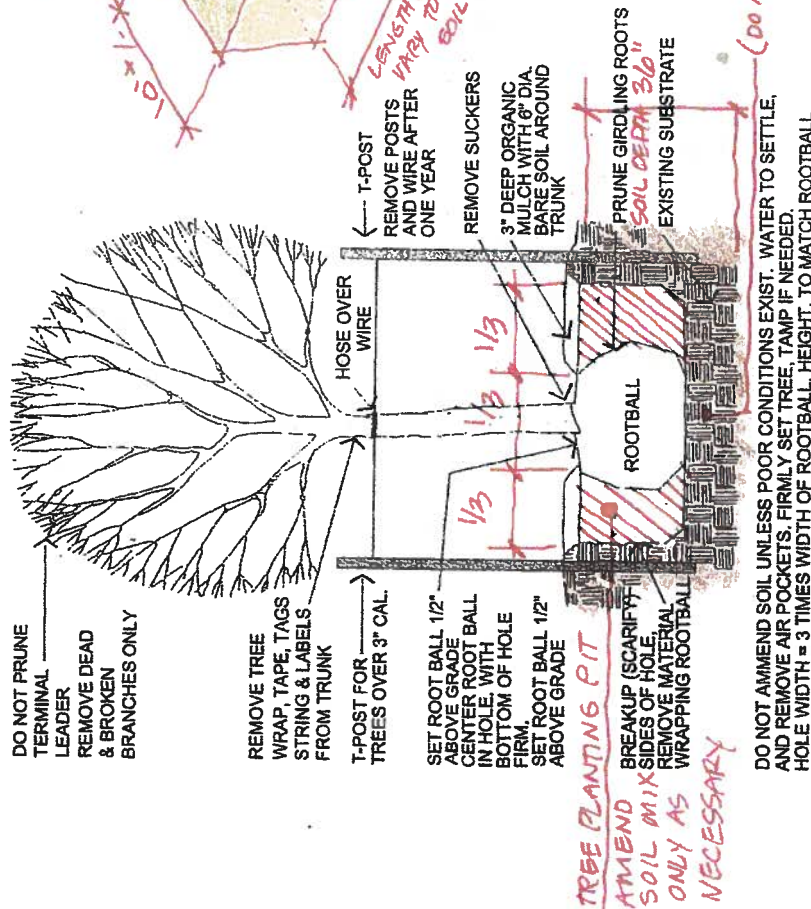 DO NOT PRUNE
TERMINAL
LEADER
REMOVE DEAD
& BROKEN
BRANCHES ONLY
REMOVE TREE
WRAP, TAPE, TAGS
STRING & LABELS
FROM TRUNK
T-POST FOR
TREES OVER 3" CAL.
SET ROOT BALL 1/2"
ABOVE GRADE
CENTER ROOT BALL
IN HOLE, WITH
BOTTOM OF HOLE
FIRM.
SET ROOT BALL 1/2"
ABOVE GRADE
TREE PLANTING PIT
BREAKUP (SCARIFY)
SIDES OF HOLE,
REMOVE MATERIAL
WRAPPING ROOTBALL
AMEND
SOIL MIX
ONLY AS
NECESSARY
HOSE OVER
WIRE
1/3
1/3
1/3
ROOTBALL
10' x 1
LENGTH
VARY TO
SOIL
T-POST
REMOVE POSTS
AND WIRE AFTER
ONE YEAR
REMOVE SUCKERS
3" DEEP ORGANIC
MULCH WITH 6" DIA.
BARE SOIL AROUND
TRUNK
PRUNE GIRDLING ROOTS
SOIL DEPTH 36"
EXISTING SUBSTRATE
(DO
DO NOT AMMEND SOIL UNLESS POOR CONDITIONS EXIST. WATER TO SETTLE,
AND REMOVE AIR POCKETS. FIRMLY SET TREE, TAMP IF NEEDED.
HOLE WIDTH = 3 TIMES WIDTH OF ROOTBALL. HEIGHT, TO MATCH ROOTBALL